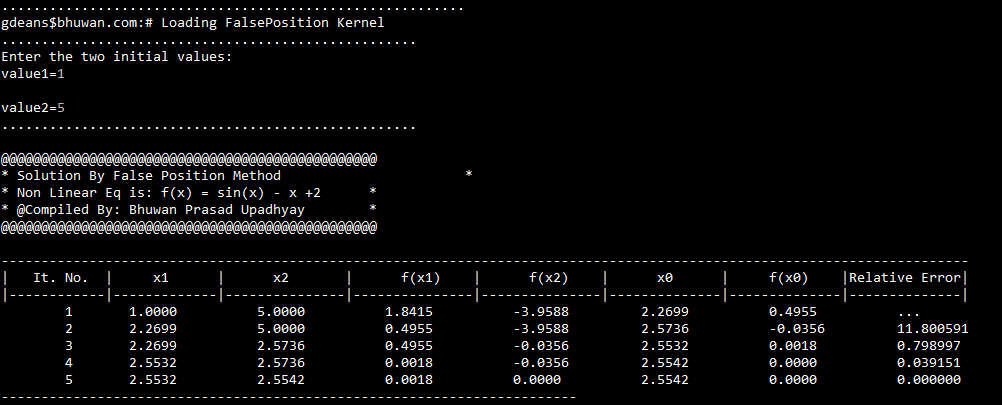 ..........................................................
gdeans$bhuwan.com:# Loading FalsePosition Kernel
....................................................
Enter the two initial values:
value1=1
value2=5
....................................................
@@@@@@@@@@@@@@@@@@@@@@@@@@@@@@@@@@@@@@@@@@@@@@@
* Solution By False Position Method *
* Non Linear Eq is: f(x) = sin(x) - x +2 *
* @Compiled By: Bhuwan Prasad Upadhyay *
@@@@@@@@@@@@@@@@@@@@@@@@@@@@@@@@@@@@@@@@@@@@@@@
-------------------------------------------------------------------------------------------------------------------------
| It. No. | x1 | x2 | f(x1) | f(x2) | x0 | f(x0) |Relative Error|
|------------|-------------|---------------|---------------|---------------|--------------|--------------|--------------|
1 1.0000 5.0000 1.8415 -3.9588 2.2699 0.4955 ...
2 2.2699 5.0000 0.4955 -3.9588 2.5736 -0.0356 11.800591
3 2.2699 2.5736 0.4955 -0.0356 2.5532 0.0018 0.798997
4 2.5532 2.5736 0.0018 -0.0356 2.5542 0.0000 0.039151
5 2.5532 2.5542 0.0018 0.0000 2.5542 0.0000 0.000000
------------------------------------------------------------------------